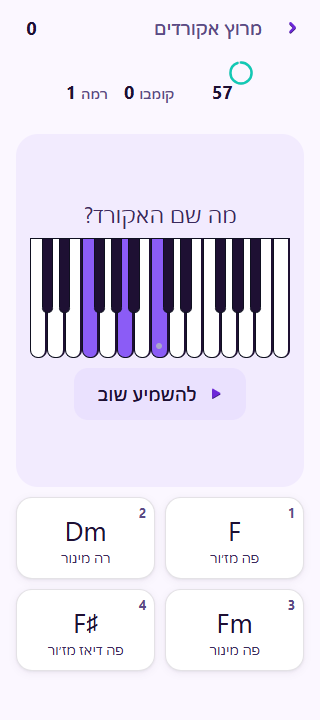 מרוץ אקורדים 0
57 קומבו 0 רמה 1
מה שם האקורד?
להשמיע שוב
1
F
פה מז׳ור
2
Dm
רה מינור
3
Fm
פה מינור
4
F♯
פה דיאז מז׳ור